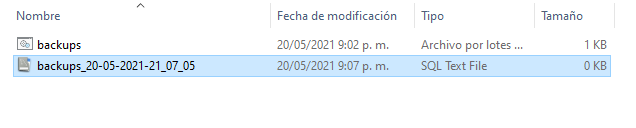 Nombre Fecha de modificación Tipo Tamaño
backups 20/05/2021 9:02 p. m. Archivo por lotes ... 1 KB
backups_20-05-2021-21_07_05 20/05/2021 9:07 p. m. SQL Text File 0 KB